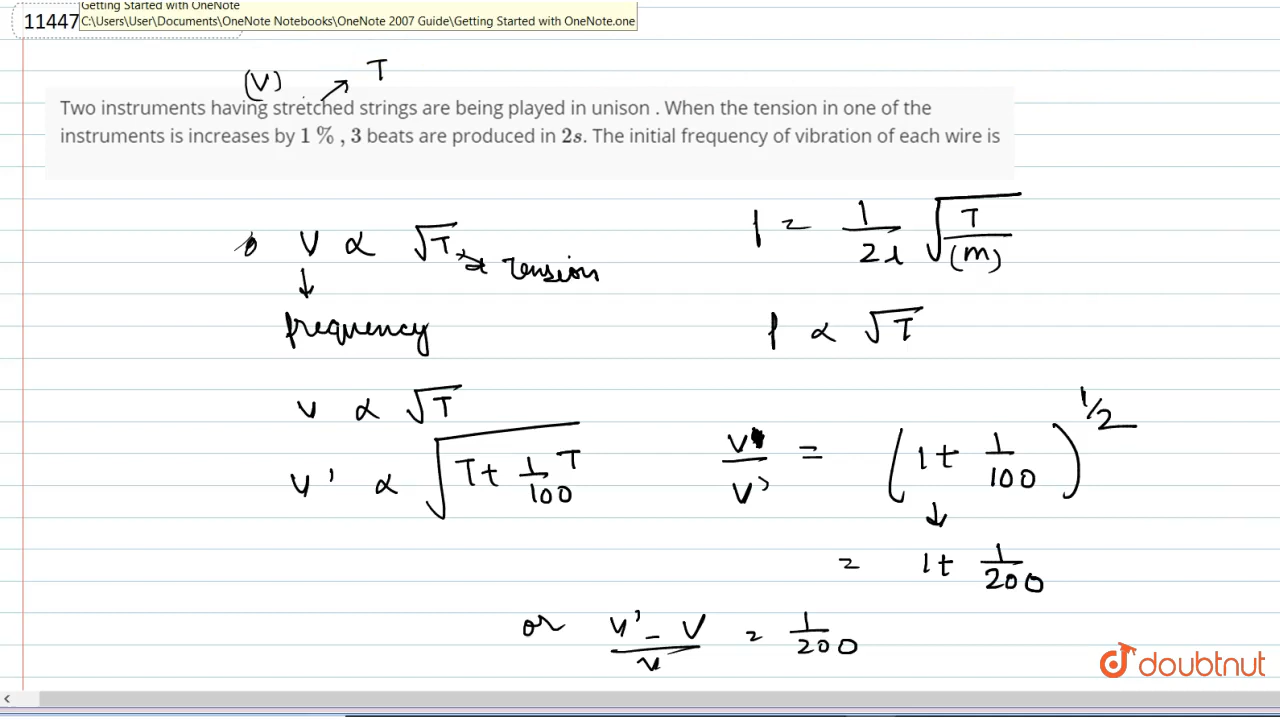 Getting Started with OneNote
11447
C:\Users\User\Documents\OneNote Notebooks\OneNote 2007 Guide\Getting Started with OneNote.one
(V) T
Two instruments having stretched strings are being played in unison . When the tension in one of the
instruments is increases by 1 % , 3 beats are produced in 2s. The initial frequency of vibration of each wire is
V ∝ √T → Tension
↓
frequency
f = 1/2l √(T/(m))
f ∝ √T
ν ∝ √T
ν' ∝ √(T + 1/100 T)
V/V' = (1 + 1/100)^1/2
↓
= 1 + 1/200
or ν' - V / ν = 1/200
doubtnut